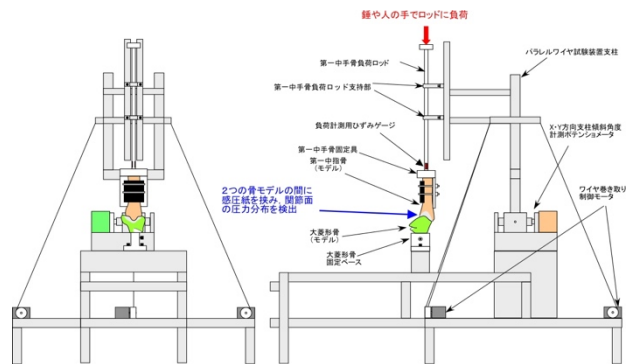 錘や人の手でロッドに負荷
パラレルワイヤ試験装置支柱
第一中手骨負荷ロッド
第一中手骨負荷ロッド支持部
負荷計測用ひずみゲージ
X・Y方向支柱傾斜角度
計測ポテンショメータ
第一中手骨固定具
第一中指骨
（モデル）
ワイヤ巻き取り
制御モータ
２つの骨モデルの間に
感圧紙を挟み、関節面
の圧力分布を検出
大菱形骨
（モデル）
大菱形骨
固定ベース